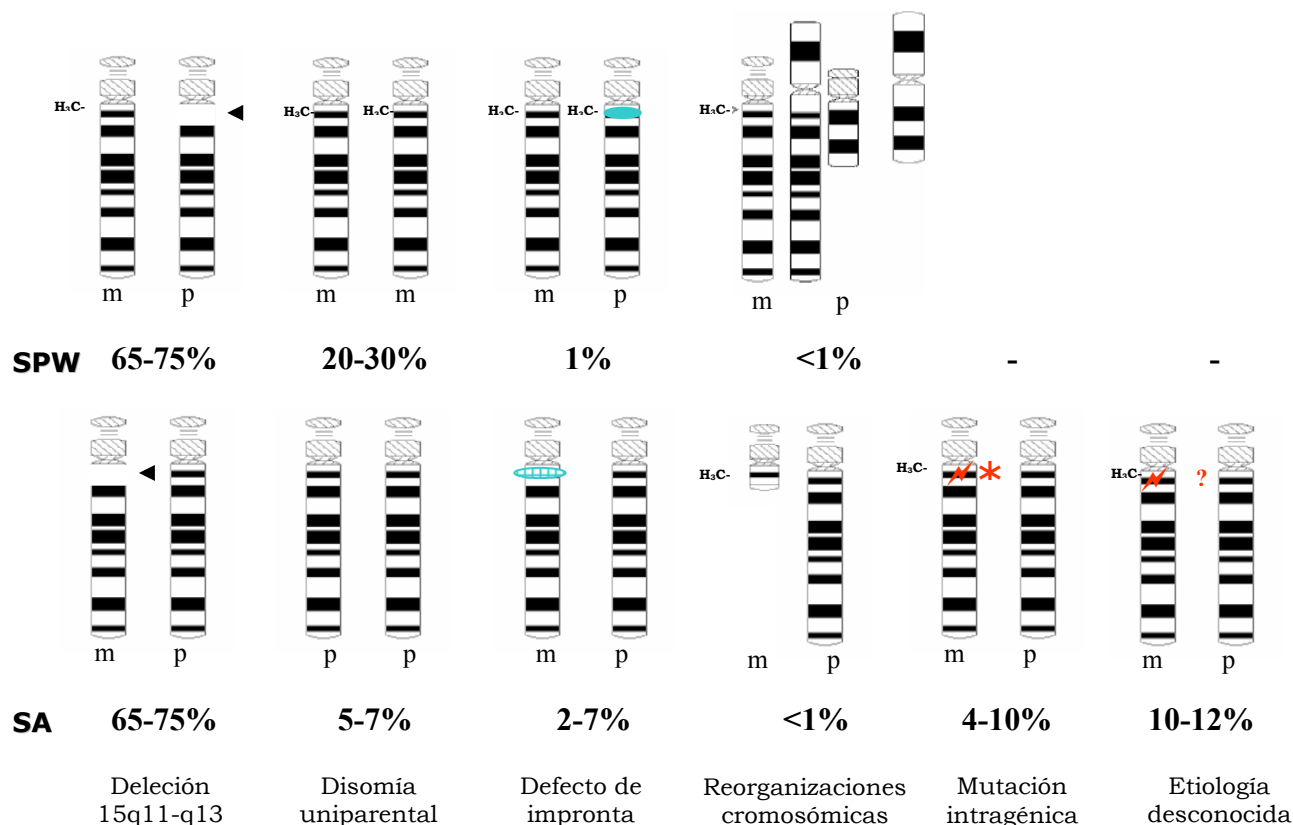 H₃C-
H₃C- H₃C-
H₃C- H₃C-
H₃C-
m p
m m
m p
m p
SPW 65-75% 20-30% 1% <1% - -
H₃C-
H₃C-
H₃C- ?
m p
p p
m p
m p
m p
m p
SA 65-75% 5-7% 2-7% <1% 4-10% 10-12%
Deleción
15q11-q13
Disomía
uniparental
Defecto de
impronta
Reorganizaciones
cromosómicas
Mutación
intragénica
Etiología
desconocida